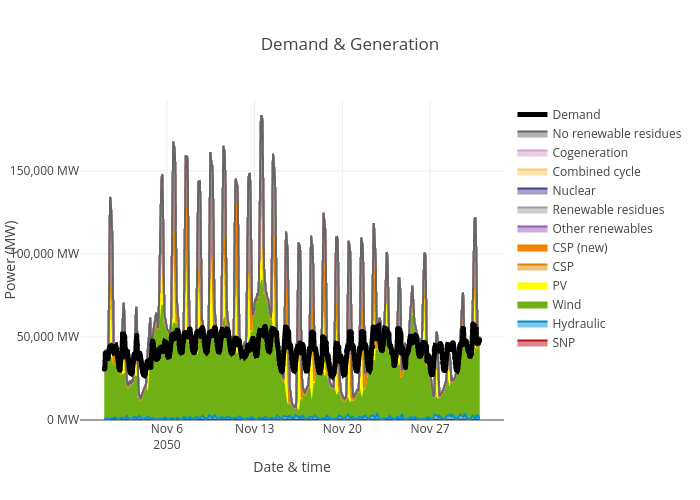 Demand & Generation
Power (MW)
150,000 MW
100,000 MW
50,000 MW
0 MW
Nov 6
2050
Nov 13
Nov 20
Nov 27
Date & time
Demand
No renewable residues
Cogeneration
Combined cycle
Nuclear
Renewable residues
Other renewables
CSP (new)
CSP
PV
Wind
Hydraulic
SNP